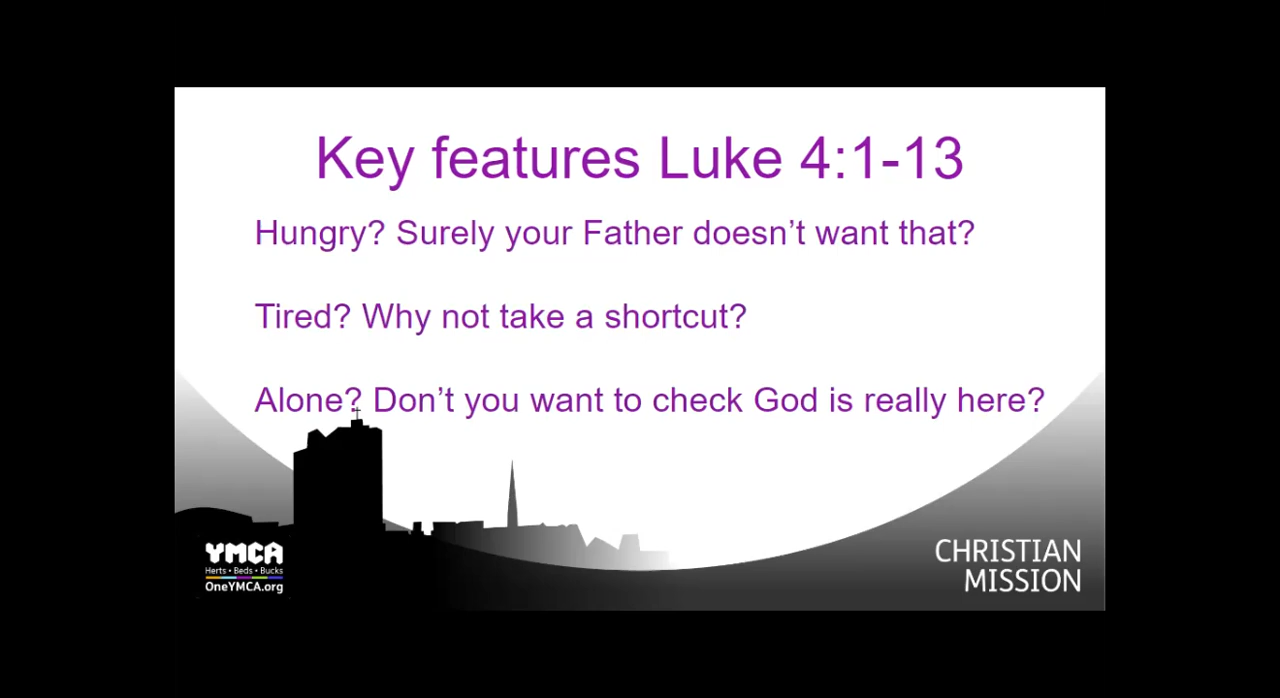 Key features Luke 4:1-13
Hungry? Surely your Father doesn’t want that?
Tired? Why not take a shortcut?
Alone? Don’t you want to check God is really here?
YMCA
Herts • Beds • Bucks
OneYMCA.org
CHRISTIAN
MISSION